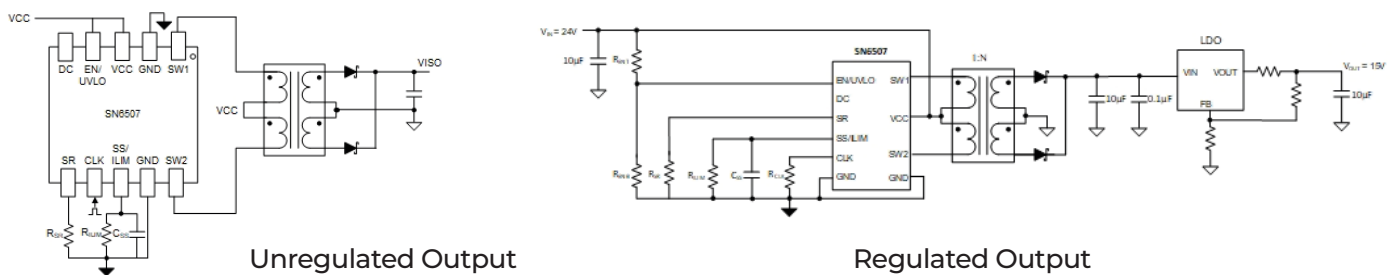 VCC
DC
EN/
UVLO
VCC
GND
SW1
SN6507
SR
CLK
SS/
ILIM
GND
SW2
RSR
RILIM
CSS
VCC
VISO
Unregulated Output
VIN = 24V
10µF
REN1
REN2
RSR
RILIM
CSS
RCLK
SN6507
EN/UVLO
DC
SR
SS/ILIM
CLK
GND
SW1
VCC
SW2
GND
1:N
10µF
0.1µF
LDO
VIN
VOUT
FB
VOUT = 15V
10µF
Regulated Output